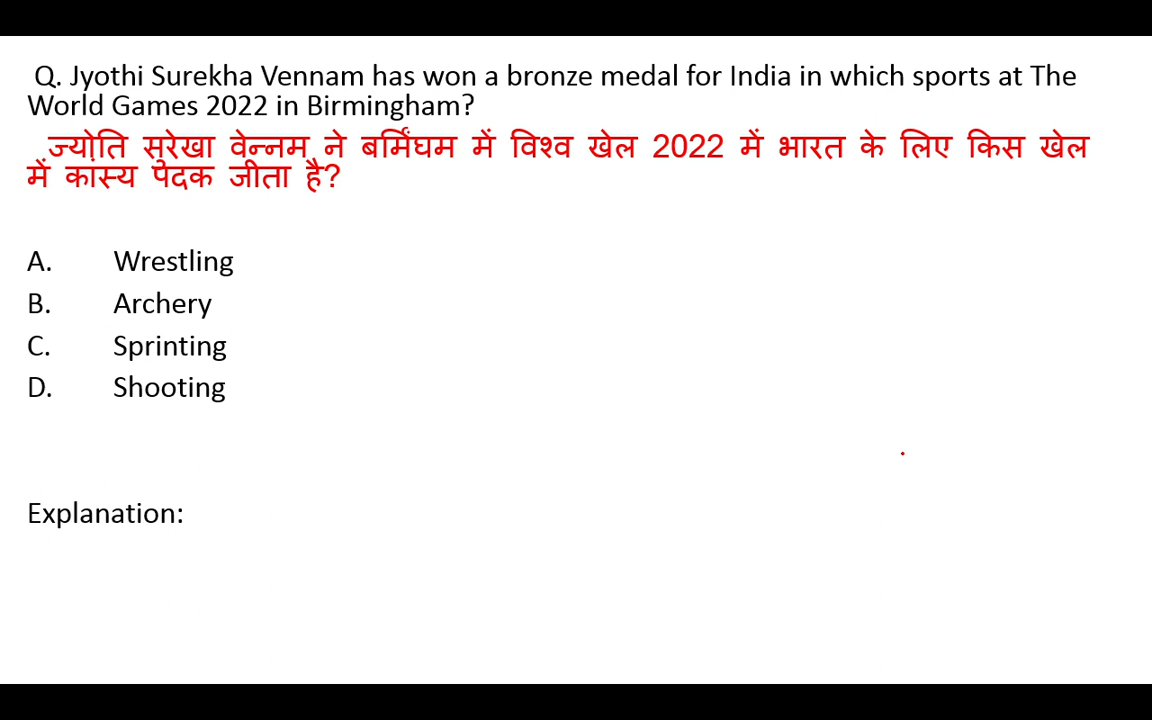 Q. Jyothi Surekha Vennam has won a bronze medal for India in which sports at The
World Games 2022 in Birmingham?
ज्योति सुरेखा वेन्नम ने बर्मिंघम में विश्व खेल 2022 में भारत के लिए किस खेल
में कांस्य पदक जीता है?
A. Wrestling
B. Archery
C. Sprinting
D. Shooting
Explanation: